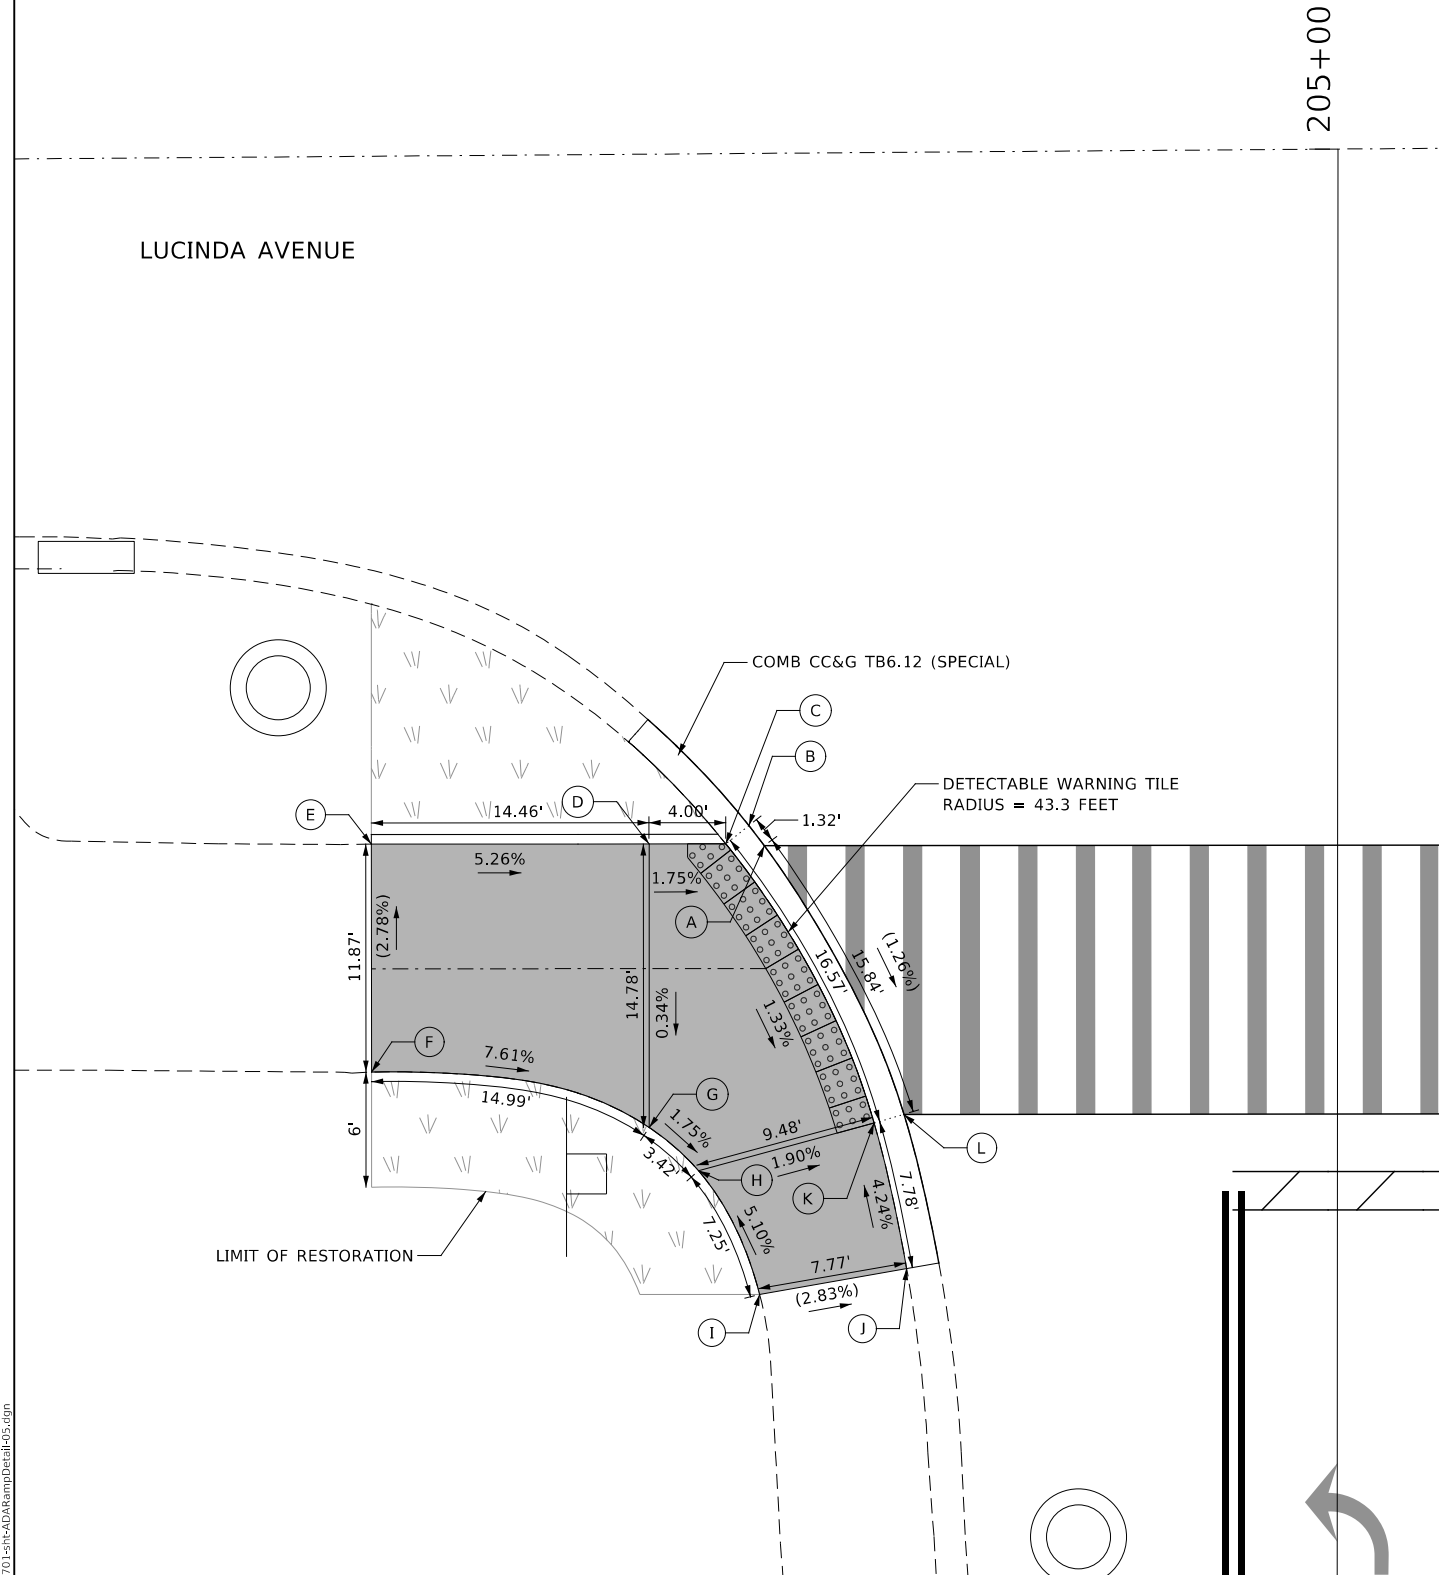 205+00
LUCINDA AVENUE
COMB CC&G TB6.12 (SPECIAL)
C
B
DETECTABLE WARNING TILE
RADIUS = 43.3 FEET
E
14.46'
D
4.00'
1.32'
5.26%
1.75%
A
(2.78%)
11.87'
14.78'
0.34%
16.57'
15.84'
(1.26%)
1.33%
F
7.61%
14.99'
G
6'
1.75%
3.42'
9.48'
1.90%
L
H
K
4.24%
7.78'
5.10%
7.25'
LIMIT OF RESTORATION
7.77'
(2.83%)
I
J
701-sht-ADARampDetail-05.dgn